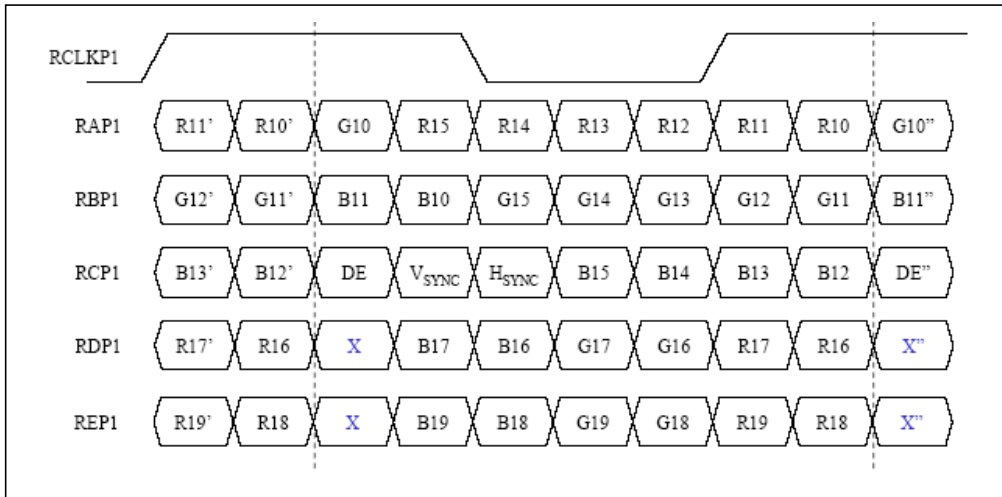 RCLKP1
RAP1 R11’ R10’ G10 R15 R14 R13 R12 R11 R10 G10”
RBP1 G12’ G11’ B11 B10 G15 G14 G13 G12 G11 B11”
RCP1 B13’ B12’ DE VSYNC HSYNC B15 B14 B13 B12 DE”
RDP1 R17’ R16 X B17 B16 G17 G16 R17 R16 X”
REP1 R19’ R18 X B19 B18 G19 G18 R19 R18 X”